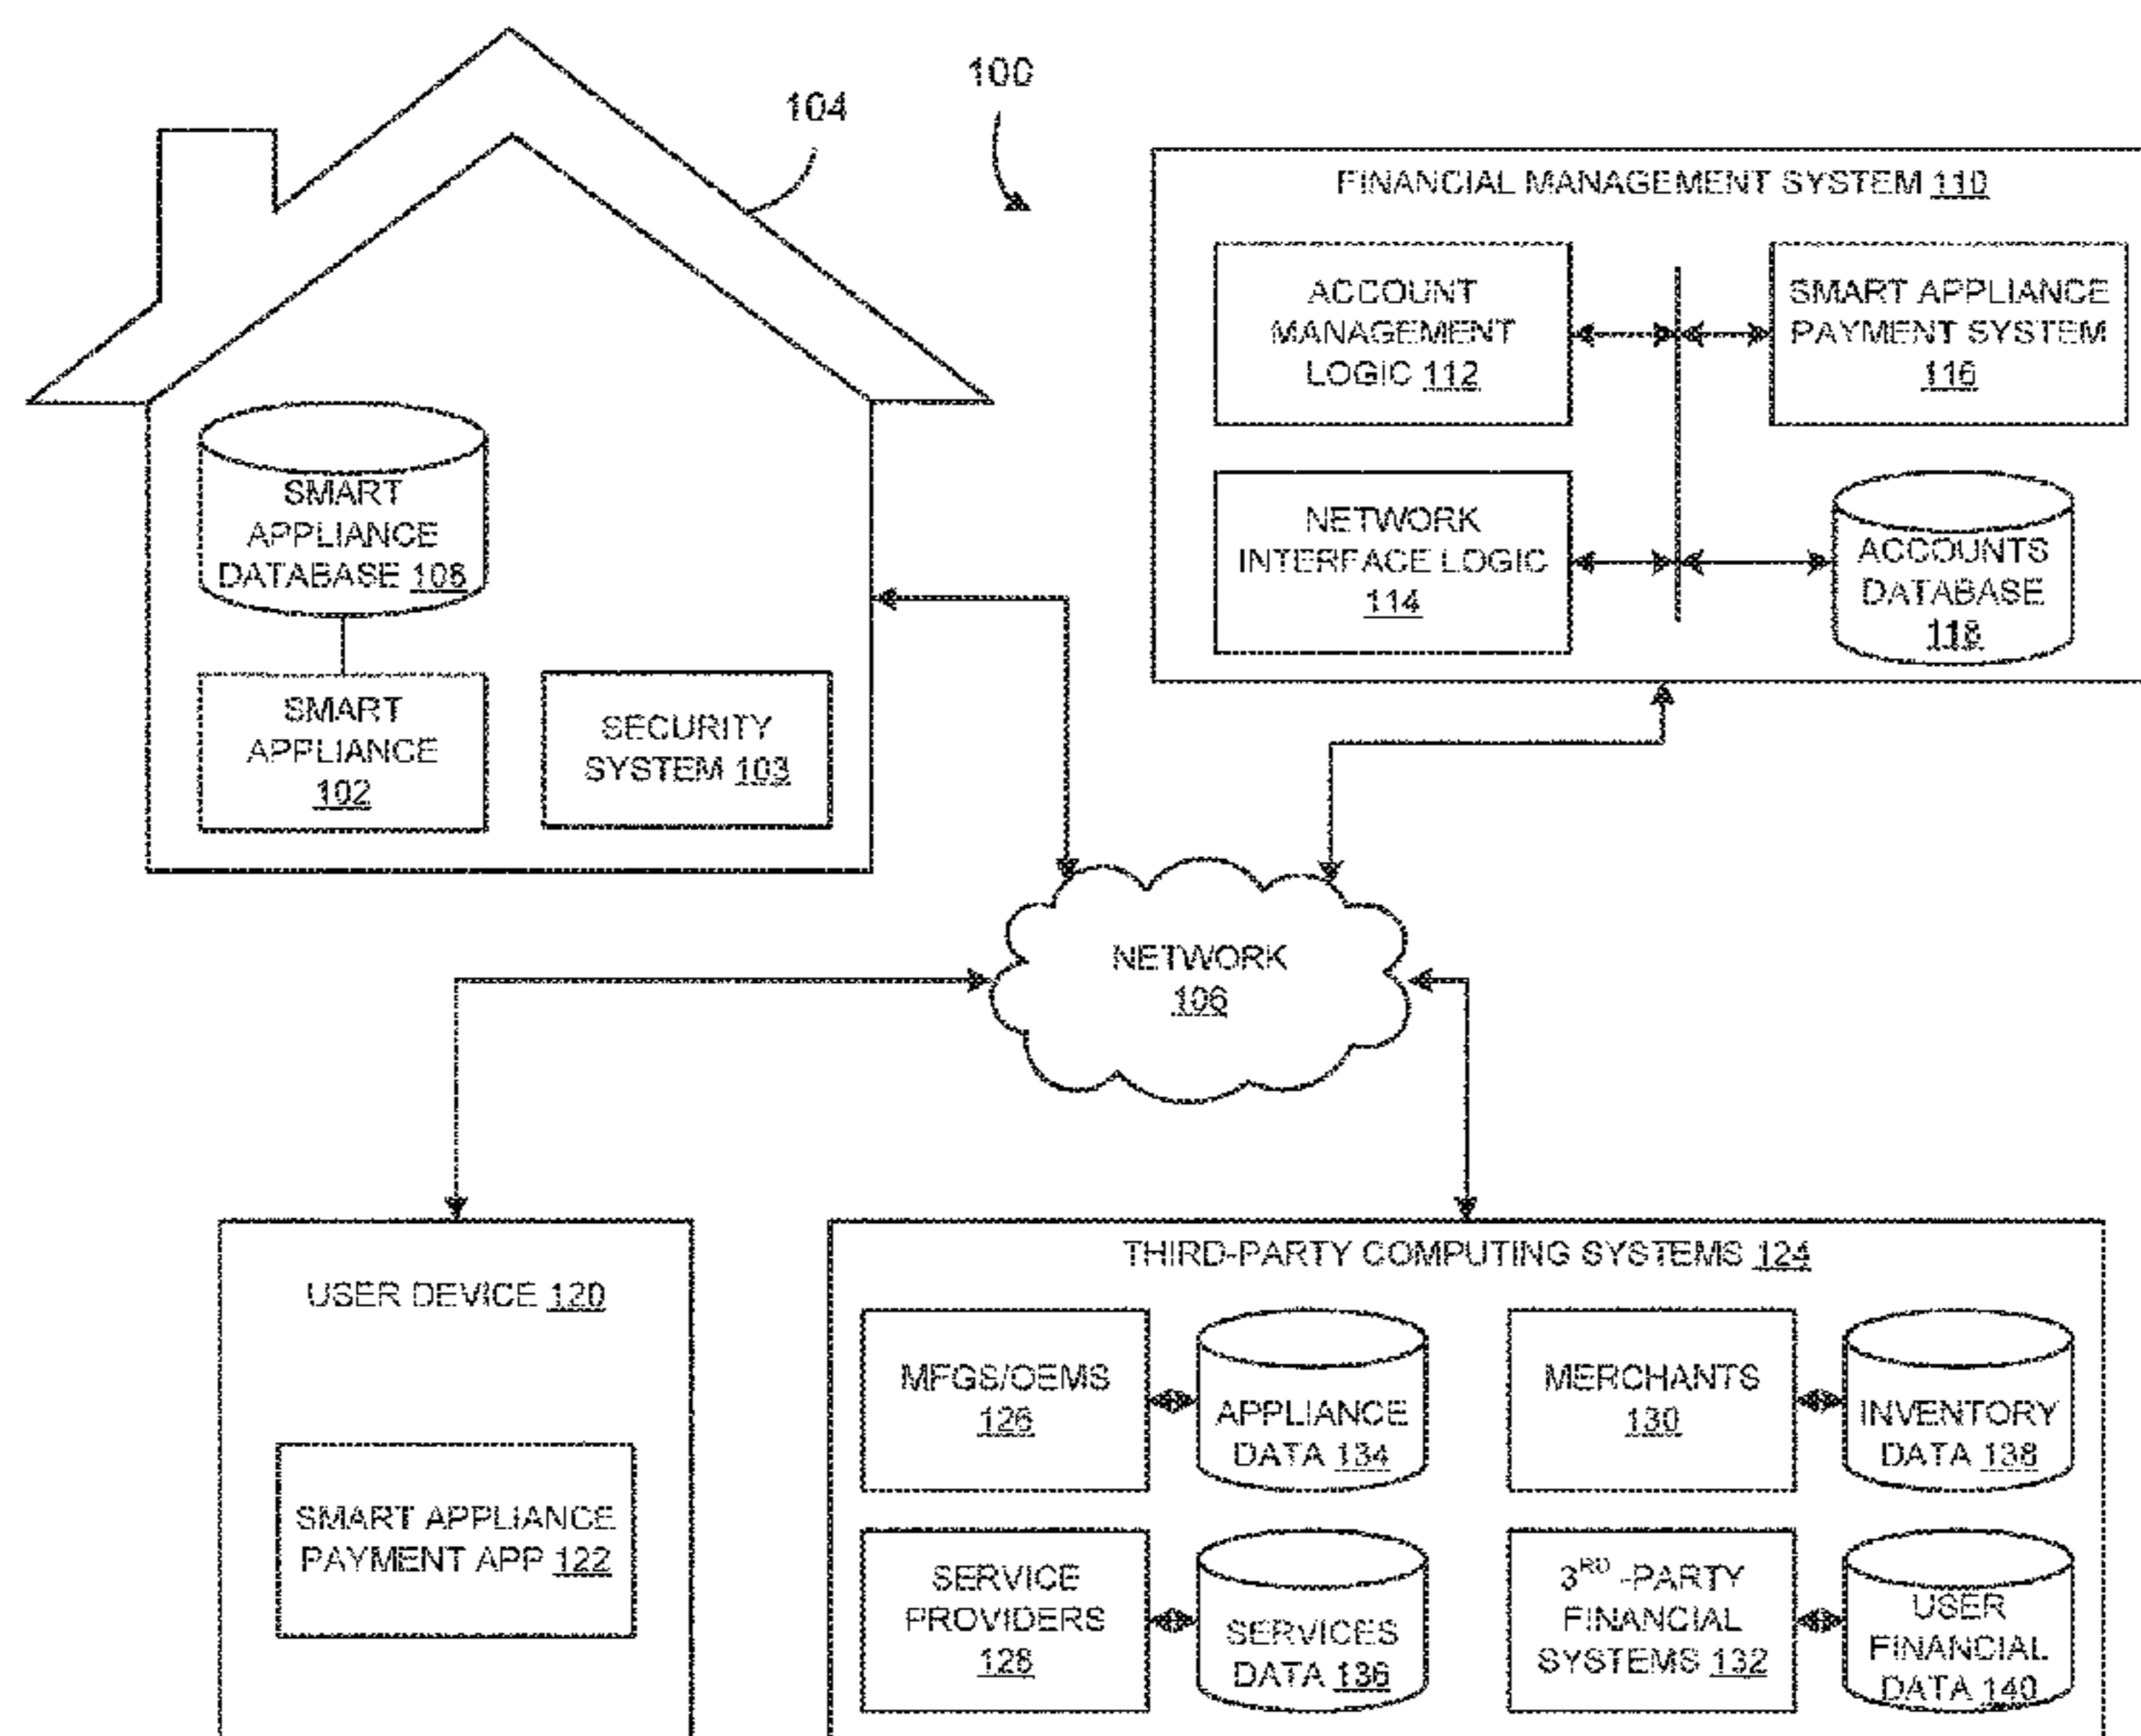 104
100
SMART
APPLIANCE
DATABASE 108
SMART
APPLIANCE
102
SECURITY
SYSTEM 103
FINANCIAL MANAGEMENT SYSTEM 110
ACCOUNT
MANAGEMENT
LOGIC 112
SMART APPLIANCE
PAYMENT SYSTEM
116
NETWORK
INTERFACE LOGIC
114
ACCOUNTS
DATABASE
118
NETWORK
106
USER DEVICE 120
SMART APPLIANCE
PAYMENT APP 122
THIRD-PARTY COMPUTING SYSTEMS 124
MFGS/OEMS
126
APPLIANCE
DATA 134
MERCHANTS
130
INVENTORY
DATA 138
SERVICE
PROVIDERS
128
SERVICES
DATA 136
3RD -PARTY
FINANCIAL
SYSTEMS 132
USER
FINANCIAL
DATA 140